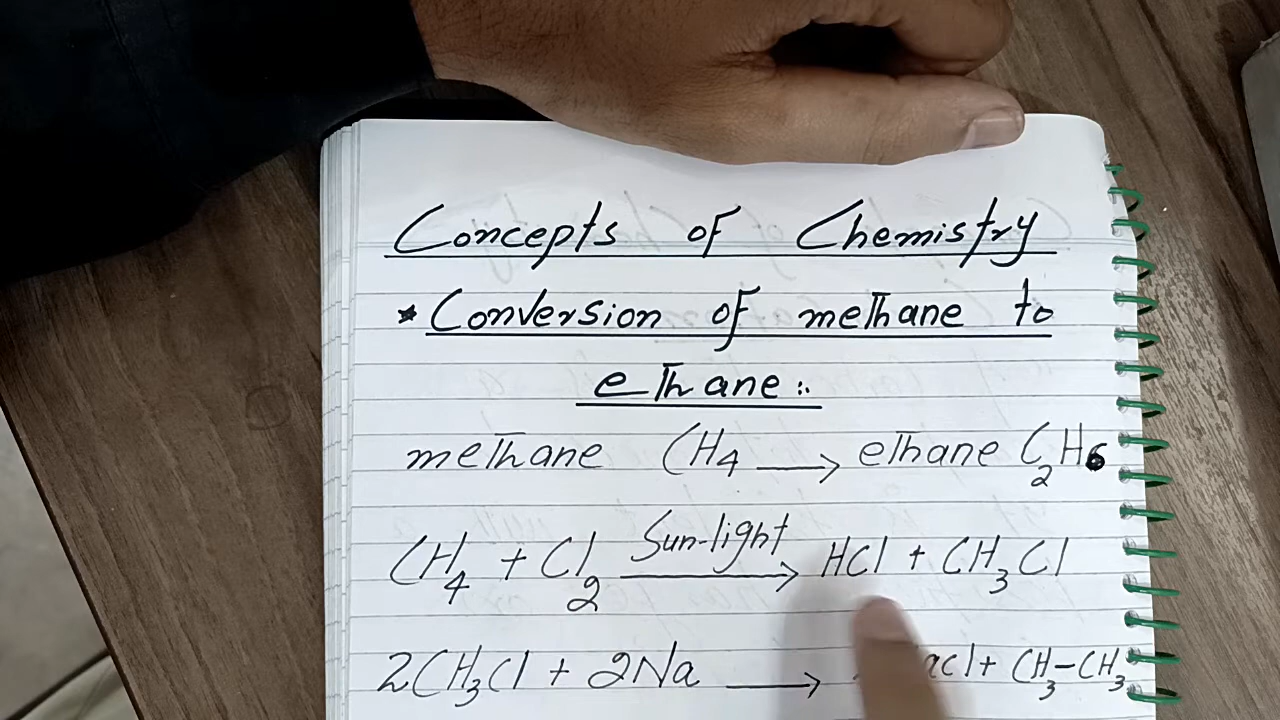 Concepts of Chemistry
* Conversion of methane to
ethane :.
methane CH4 → ethane C2H6
CH4 + Cl2 Sun-light → HCl + CH3Cl
2CH3Cl + 2Na → acl + CH3-CH3